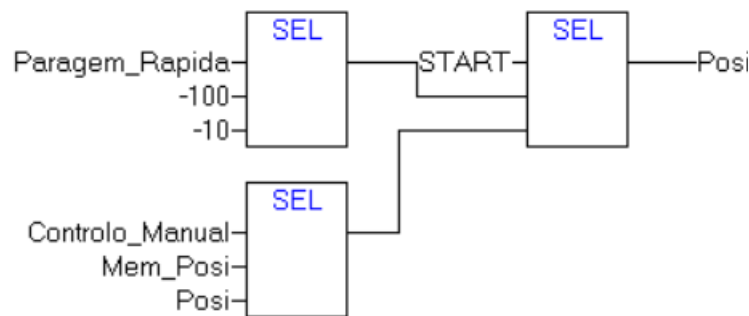 SEL
SEL
Paragem_Rapida
START
Posi
-100
-10
SEL
Controlo_Manual
Mem_Posi
Posi